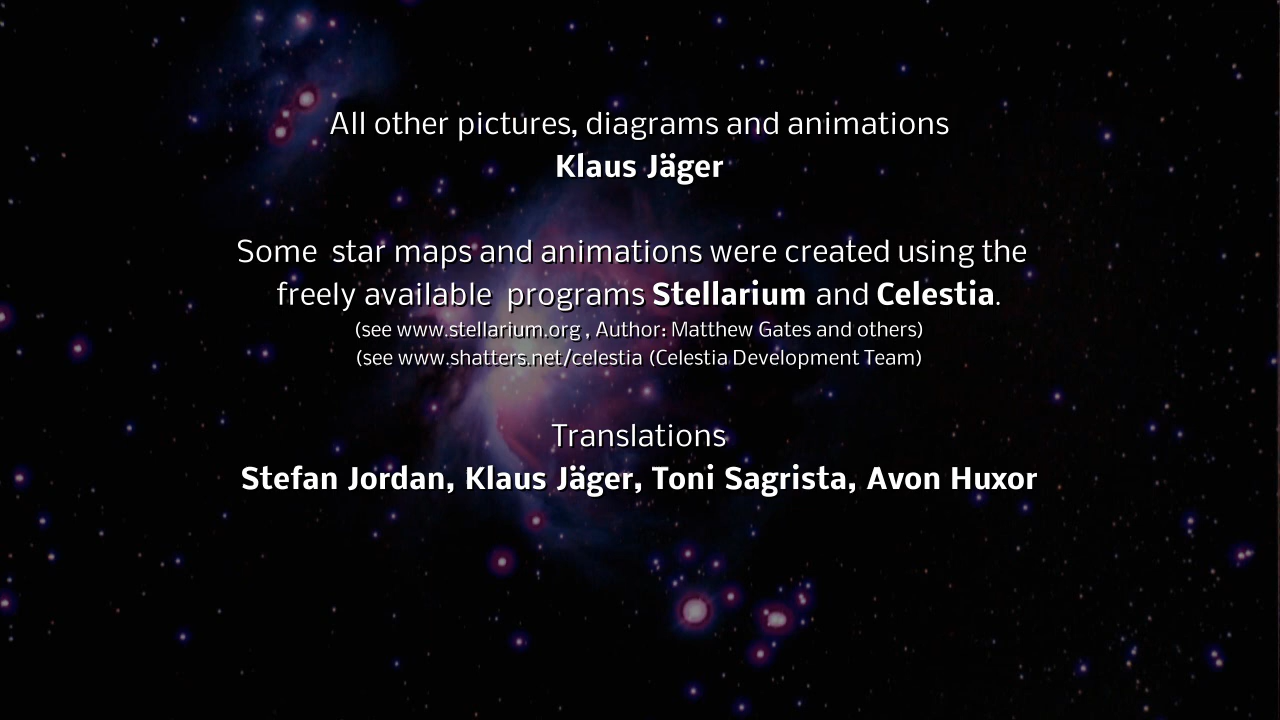 All other pictures, diagrams and animations
Klaus Jäger
Some star maps and animations were created using the
freely available programs Stellarium and Celestia.
(see www.stellarium.org , Author: Matthew Gates and others)
(see www.shatters.net/celestia (Celestia Development Team)
Translations
Stefan Jordan, Klaus Jäger, Toni Sagrista, Avon Huxor